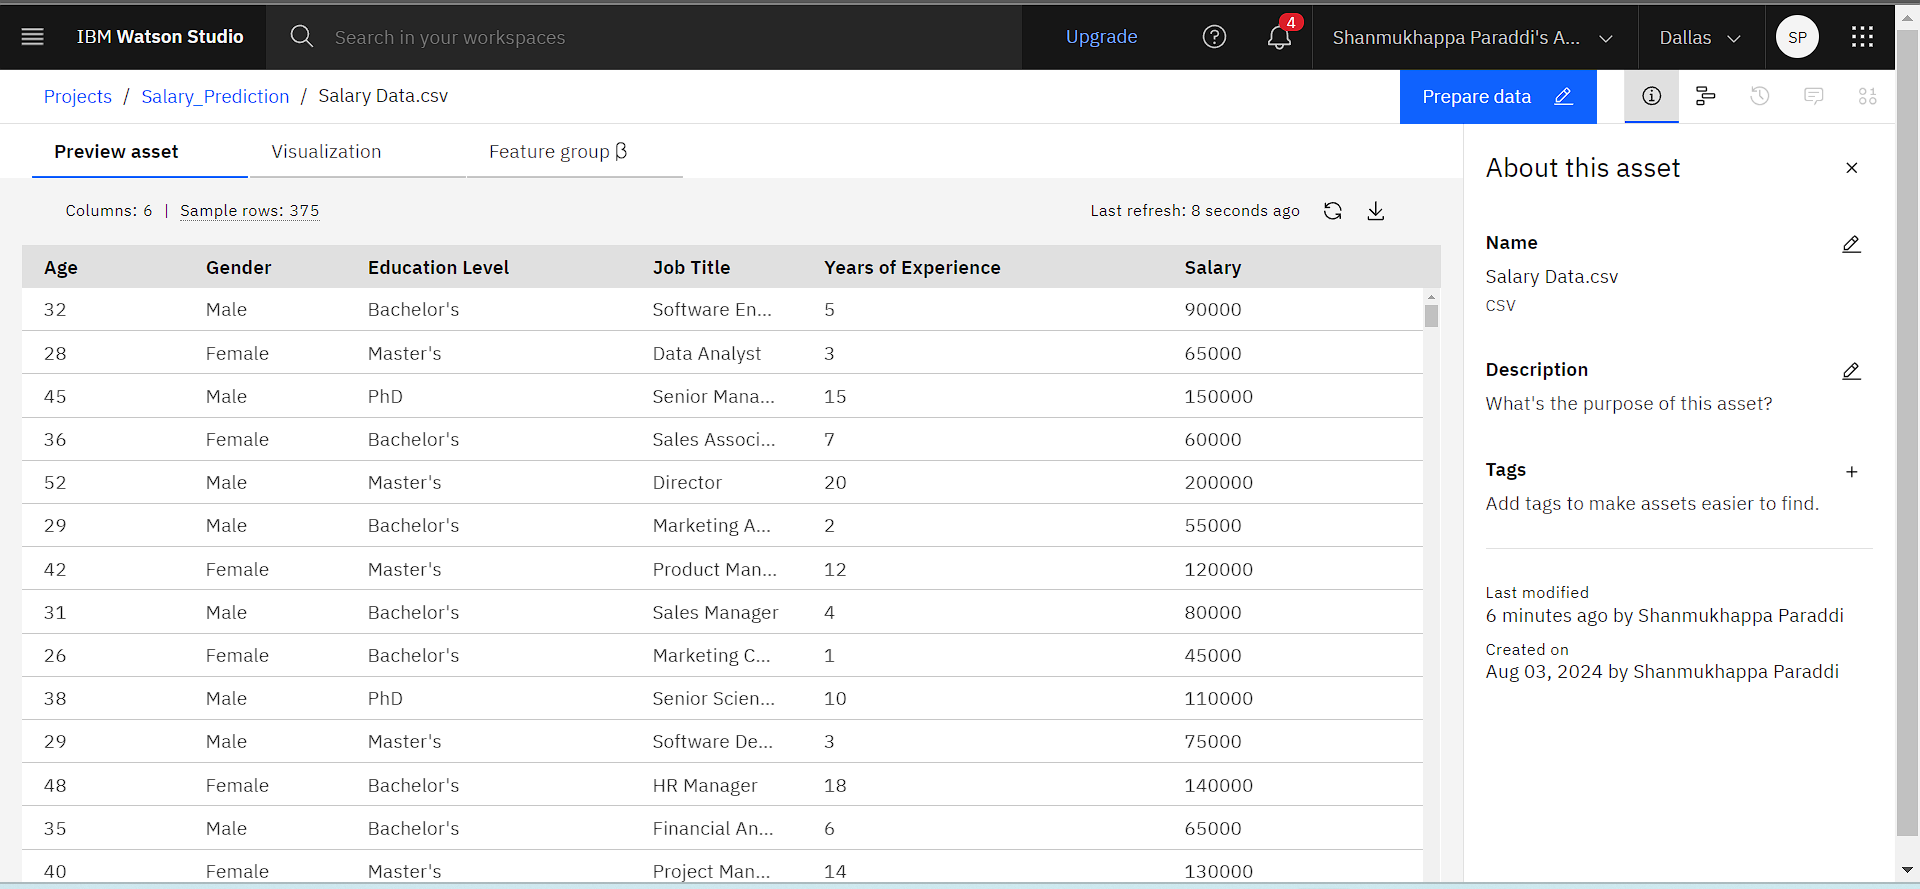 IBM Watson Studio
Search in your workspaces
Upgrade
4
Shanmukhappa Paraddi's A...
Dallas
SP
Projects / Salary_Prediction / Salary Data.csv
Prepare data
Preview asset Visualization Feature group β
Columns: 6 | Sample rows: 375
Last refresh: 8 seconds ago
Age Gender Education Level Job Title Years of Experience Salary
32 Male Bachelor's Software En... 5 90000
28 Female Master's Data Analyst 3 65000
45 Male PhD Senior Mana... 15 150000
36 Female Bachelor's Sales Associ... 7 60000
52 Male Master's Director 20 200000
29 Male Bachelor's Marketing A... 2 55000
42 Female Master's Product Man... 12 120000
31 Male Bachelor's Sales Manager 4 80000
26 Female Bachelor's Marketing C... 1 45000
38 Male PhD Senior Scien... 10 110000
29 Male Master's Software De... 3 75000
48 Female Bachelor's HR Manager 18 140000
35 Male Bachelor's Financial An... 6 65000
40 Female Master's Project Man... 14 130000
About this asset
Name
Salary Data.csv
CSV
Description
What's the purpose of this asset?
Tags
Add tags to make assets easier to find.
Last modified
6 minutes ago by Shanmukhappa Paraddi
Created on
Aug 03, 2024 by Shanmukhappa Paraddi